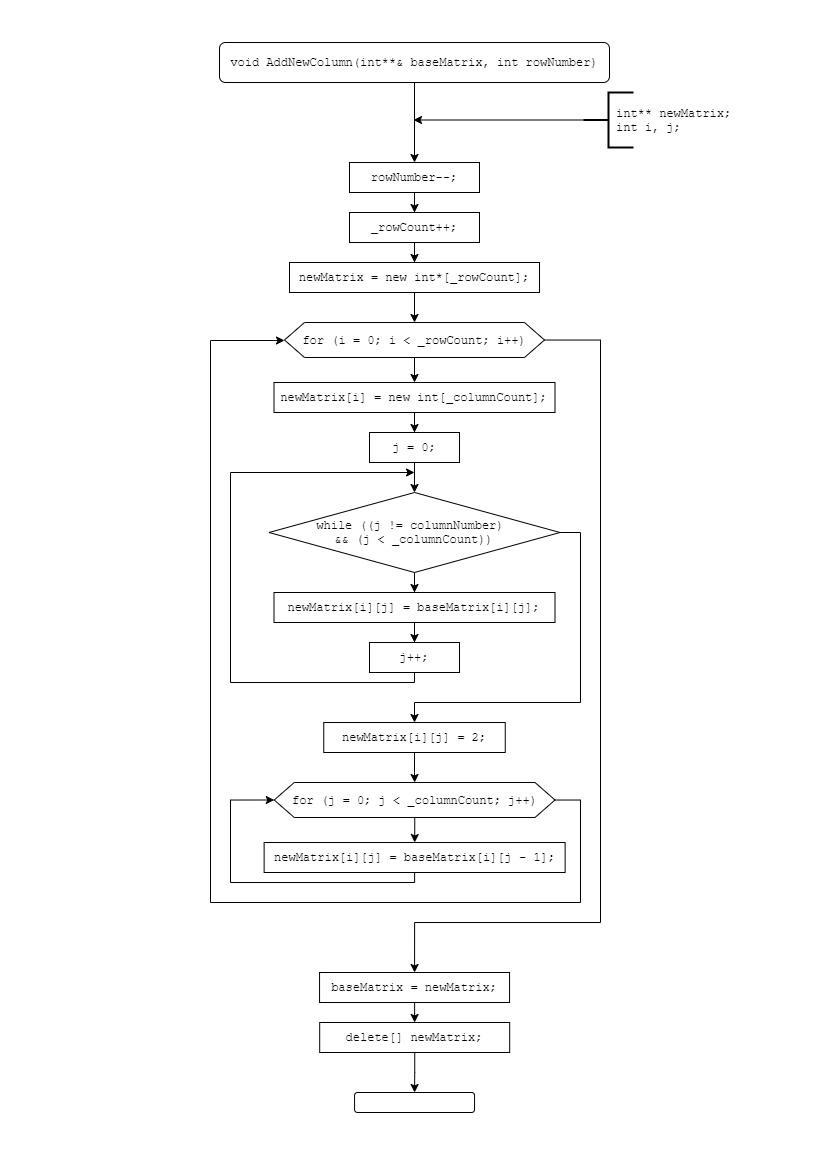 void AddNewColumn(int**& baseMatrix, int rowNumber)
int** newMatrix;
int i, j;
rowNumber--;
_rowCount++;
newMatrix = new int*[_rowCount];
for (i = 0; i < _rowCount; i++)
newMatrix[i] = new int[_columnCount];
j = 0;
while ((j != columnNumber)
&& (j < _columnCount))
newMatrix[i][j] = baseMatrix[i][j];
j++;
newMatrix[i][j] = 2;
for (j = 0; j < _columnCount; j++)
newMatrix[i][j] = baseMatrix[i][j - 1];
baseMatrix = newMatrix;
delete[] newMatrix;